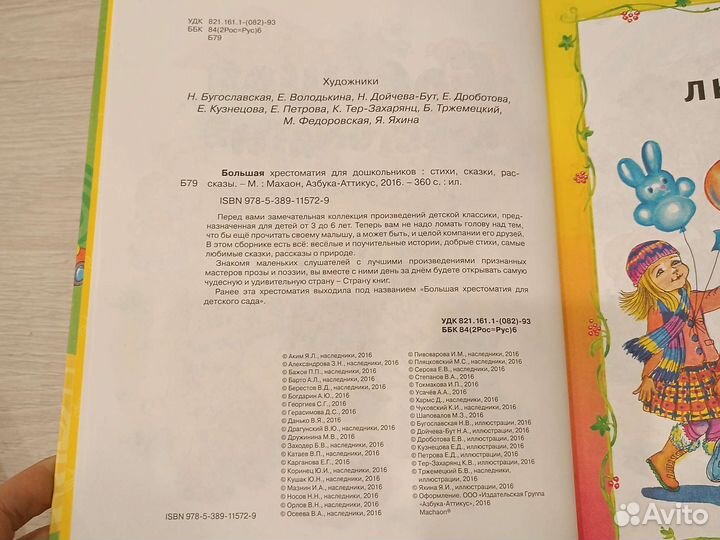 УДК 821.161.1-(082)-93
ББК 84(2Рос=Рус)6
Б79
Художники
Н. Бугославская, Е. Володькина, Н. Дойчева-Бут, Е. Дроботова,
Е. Кузнецова, Е. Петрова, К. Тер-Захарянц, Б. Тржемецкий,
М. Федоровская, Я. Яхина
Большая хрестоматия для дошкольников : стихи, сказки, рас-
Б79 сказы. – М. : Махаон, Азбука-Аттикус, 2016. – 360 с. : ил.
ISBN 978-5-389-11572-9
Перед вами замечательная коллекция произведений детской классики, пред-
назначенная для детей от 3 до 6 лет. Теперь вам не надо ломать голову над тем,
что бы ещё прочитать своему малышу, а может быть, и целой компании его друзей.
В этом сборнике есть всё: весёлые и поучительные истории, добрые стихи, самые
любимые сказки, рассказы о природе.
Знакомя маленьких слушателей с лучшими произведениями признанных
мастеров прозы и поэзии, вы вместе с ними день за днём будете открывать самую
чудесную и удивительную страну – Страну книг.
Ранее эта хрестоматия выходила под названием «Большая хрестоматия для
детского сада».
УДК 821.161.1-(082)-93
ББК 84(2Рос=Рус)6
© Аким Я.Л., наследники, 2016
© Александрова З.Н., наследники, 2016
© Бажов П.П., наследники, 2016
© Барто А.Л., наследники, 2016
© Берестов В.Д., наследники, 2016
© Богдарин А.Ю., наследники, 2016
© Георгиев С.Г., наследники, 2016
© Герасимова Д.С., наследники, 2016
© Данько В.Я., наследники, 2016
© Драгунский В.Ю., наследники, 2016
© Дружинина М.В., наследники, 2016
© Заходер Б.В., наследники, 2016
© Катаев В.П., наследники, 2016
© Карганова Е.Г., наследники, 2016
© Коринец Ю.И., наследники, 2016
© Кушак Ю.Н., наследники, 2016
© Мазнин И.А., наследники, 2016
© Носов Н.Н., наследники, 2016
© Орлов В.Н., наследники, 2016
© Осеева В.А., наследники, 2016
© Пивоварова И.М., наследники, 2016
© Пляцковский М.С., наследники, 2016
© Серова Е.В., наследники, 2016
© Степанов В.А., наследники, 2016
© Токмакова И.П., наследники, 2016
© Усачёв А.А., наследники, 2016
© Хармс Д., наследники, 2016
© Чуковский К.И., наследники, 2016
© Шаповалов М.З., наследники, 2016
© Бугославская Н.В., иллюстрации, 2016
© Дойчева-Бут Н.А., иллюстрации, 2016
© Дроботова Е.В., иллюстрации, 2016
© Кузнецова Е.Д., иллюстрации, 2016
© Петрова Е.Д., иллюстрации, 2016
© Тер-Захарянц К.В., иллюстрации, 2016
© Тржемецкий Б.В., иллюстрации, 2016
© Яхина Я.И., иллюстрации, 2016
© Оформление. ООО «Издательская Группа
«Азбука-Аттикус», 2016
Machaon®
ISBN 978-5-389-11572-9
Avito